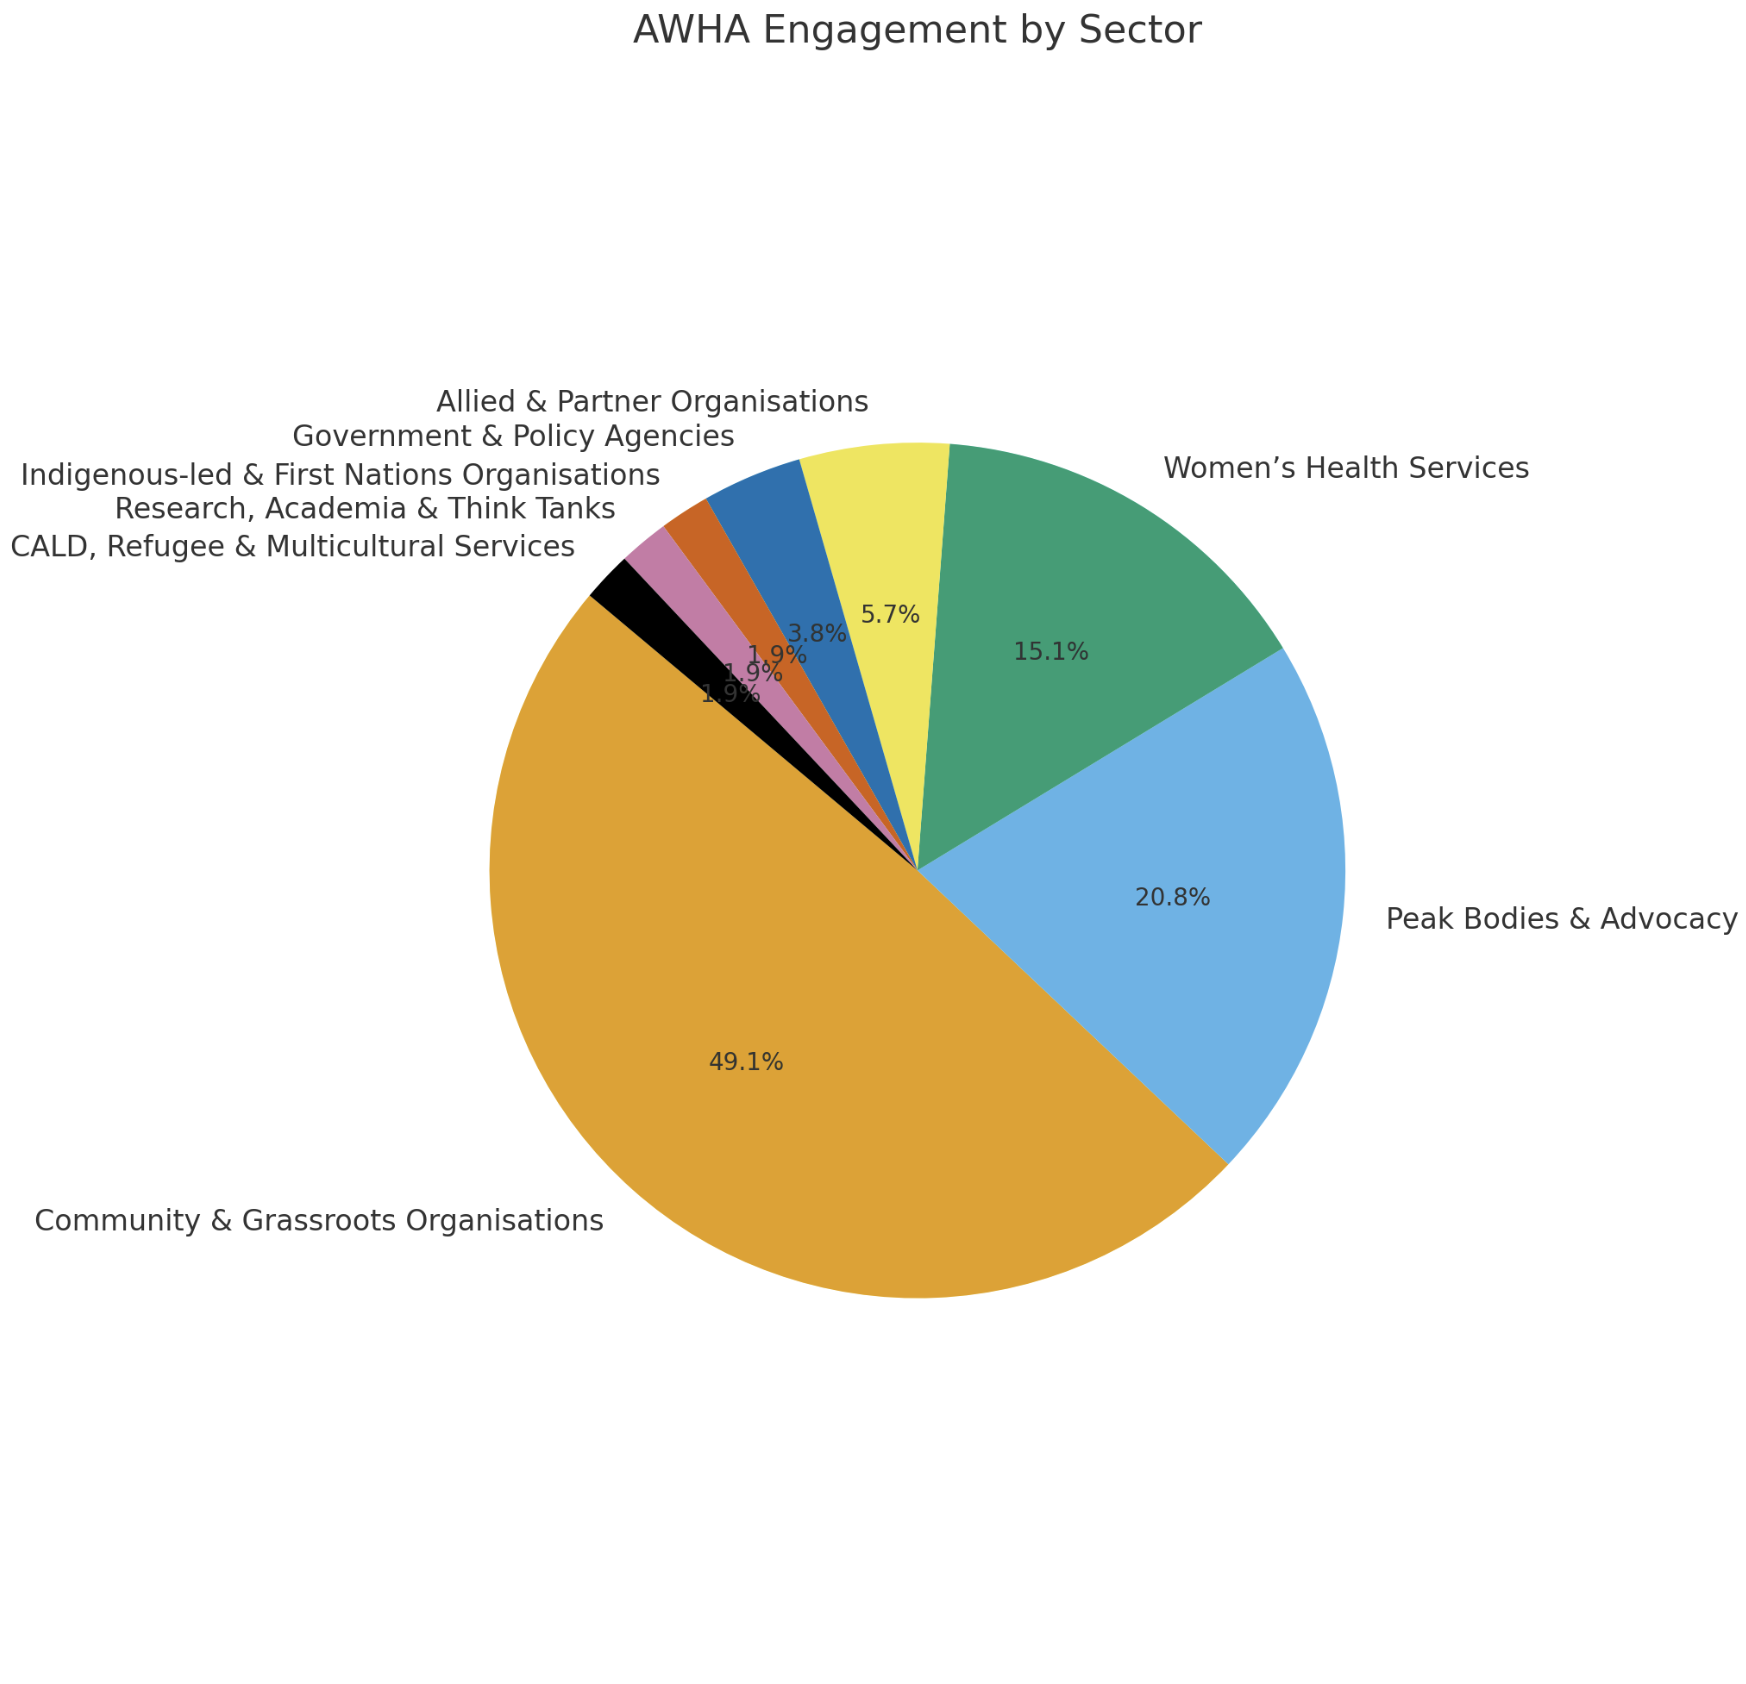 AWHA Engagement by Sector
Allied & Partner Organisations
Government & Policy Agencies
Indigenous-led & First Nations Organisations
Research, Academia & Think Tanks
CALD, Refugee & Multicultural Services
Women’s Health Services
Peak Bodies & Advocacy
Community & Grassroots Organisations
5.7%
3.8%
1.9%
1.9%
1.9%
15.1%
20.8%
49.1%